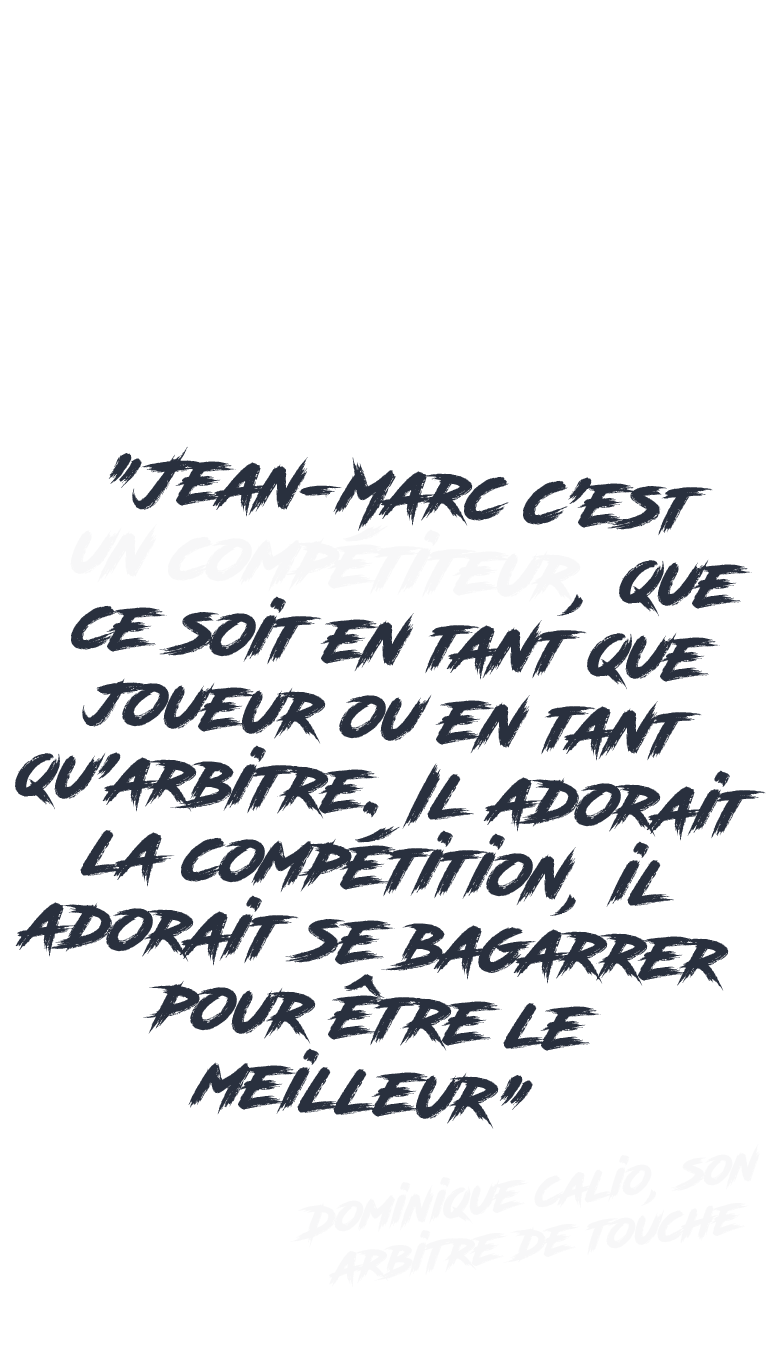 "JEAN-MARC C'EST
UN COMPÉTITEUR, QUE
CE SOIT EN TANT QUE
JOUEUR OU EN TANT
QU'ARBITRE. IL ADORAIT
LA COMPÉTITION, IL
ADORAIT SE BAGARRER
POUR ÊTRE LE
MEILLEUR"
DOMINIQUE CALIO, SON
ARBITRE DE TOUCHE